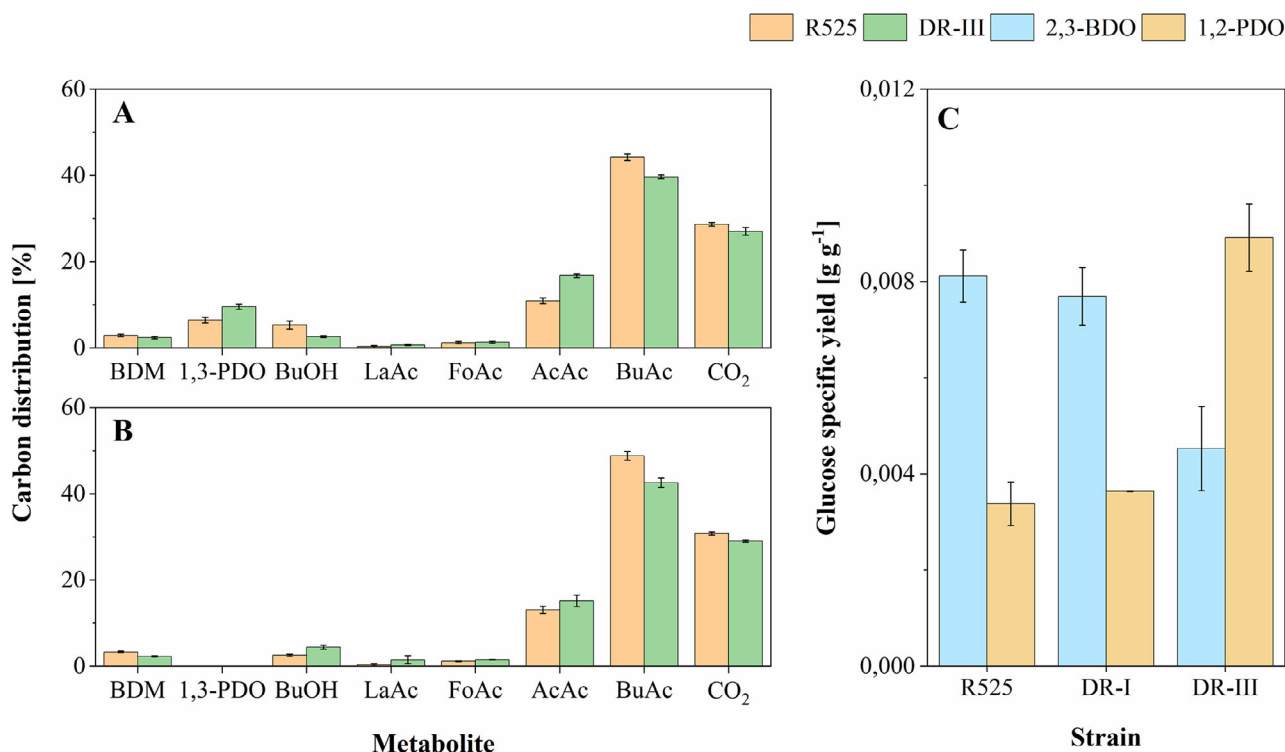 R525 DR-III 2,3-BDO 1,2-PDO
A
60
40
20
0
BDM 1,3-PDO BuOH LaAc FoAc AcAc BuAc CO₂
B
60
40
20
0
BDM 1,3-PDO BuOH LaAc FoAc AcAc BuAc CO₂
Carbon distribution [%]
Metabolite
C
0,012
0,008
0,004
0,000
Glucose specific yield [g g⁻¹]
R525 DR-I DR-III
Strain